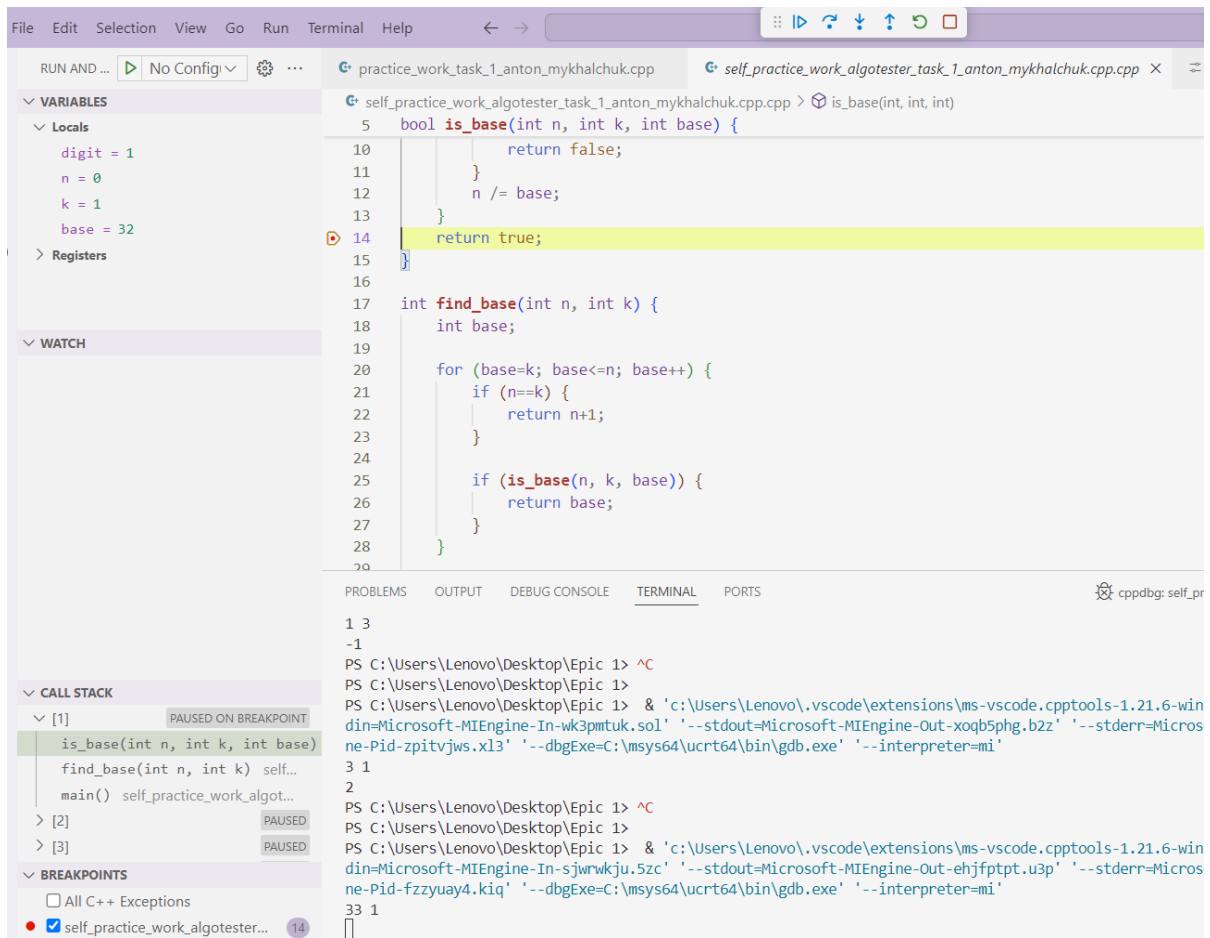 File Edit Selection View Go Run Terminal Help
RUN AND ... No Config
practice_work_task_1_anton_mykhalchuk.cpp self_practice_work_algotester_task_1_anton_mykhalchuk.cpp.cpp
self_practice_work_algotester_task_1_anton_mykhalchuk.cpp.cpp > is_base(int, int, int)
VARIABLES
Locals
digit = 1
n = 0
k = 1
base = 32
Registers
WATCH
CALL STACK
[1] PAUSED ON BREAKPOINT
is_base(int n, int k, int base)
find_base(int n, int k) self...
main() self_practice_work_algot...
[2] PAUSED
[3] PAUSED
BREAKPOINTS
All C++ Exceptions
self_practice_work_algotester... 14
5 bool is_base(int n, int k, int base) {
10 return false;
11 }
12 n /= base;
13 }
14 return true;
15 }
16
17 int find_base(int n, int k) {
18 int base;
19
20 for (base=k; base<=n; base++) {
21 if (n==k) {
22 return n+1;
23 }
24
25 if (is_base(n, k, base)) {
26 return base;
27 }
28 }
29
PROBLEMS OUTPUT DEBUG CONSOLE TERMINAL PORTS cppdbg: self_pr
1 3
-1
PS C:\Users\Lenovo\Desktop\Epic 1> ^C
PS C:\Users\Lenovo\Desktop\Epic 1>
PS C:\Users\Lenovo\Desktop\Epic 1> & 'c:\Users\Lenovo\.vscode\extensions\ms-vscode.cpptools-1.21.6-win
din=Microsoft-MIEngine-In-wk3pmtuk.sol' '--stdout=Microsoft-MIEngine-Out-xoqb5phg.b2z' '--stderr=Micros
ne-Pid-zpitvjws.xl3' '--dbgExe=C:\msys64\ucrt64\bin\gdb.exe' '--interpreter=mi'
3 1
2
PS C:\Users\Lenovo\Desktop\Epic 1> ^C
PS C:\Users\Lenovo\Desktop\Epic 1>
PS C:\Users\Lenovo\Desktop\Epic 1> & 'c:\Users\Lenovo\.vscode\extensions\ms-vscode.cpptools-1.21.6-win
din=Microsoft-MIEngine-In-sjwrwkju.5zc' '--stdout=Microsoft-MIEngine-Out-ehjfptpt.u3p' '--stderr=Micros
ne-Pid-fzzyuay4.kiq' '--dbgExe=C:\msys64\ucrt64\bin\gdb.exe' '--interpreter=mi'
33 1